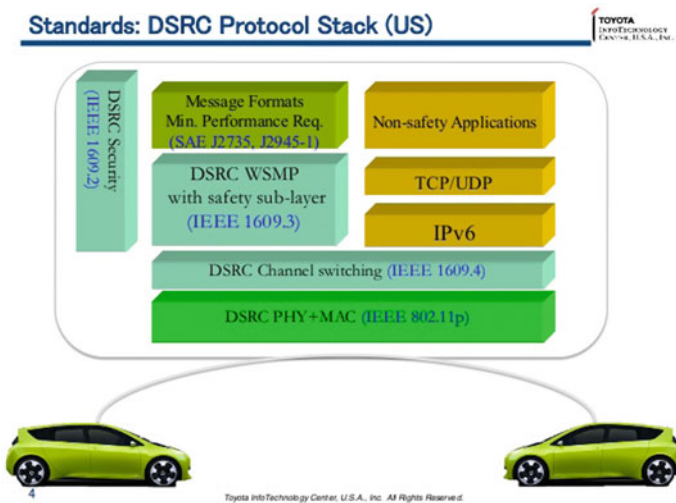 Standards: DSRC Protocol Stack (US)
TOYOTA
INFOTECHNOLOGY
CENTER, U.S.A., INC.
DSRC Security
(IEEE 1609.2)
Message Formats
Min. Performance Req.
(SAE J2735, J2945-1)
Non-safety Applications
DSRC WSMP
with safety sub-layer
(IEEE 1609.3)
TCP/UDP
IPv6
DSRC Channel switching (IEEE 1609.4)
DSRC PHY+MAC (IEEE 802.11p)
4
Toyota InfoTechnology Center, U.S.A., Inc. All Rights Reserved.